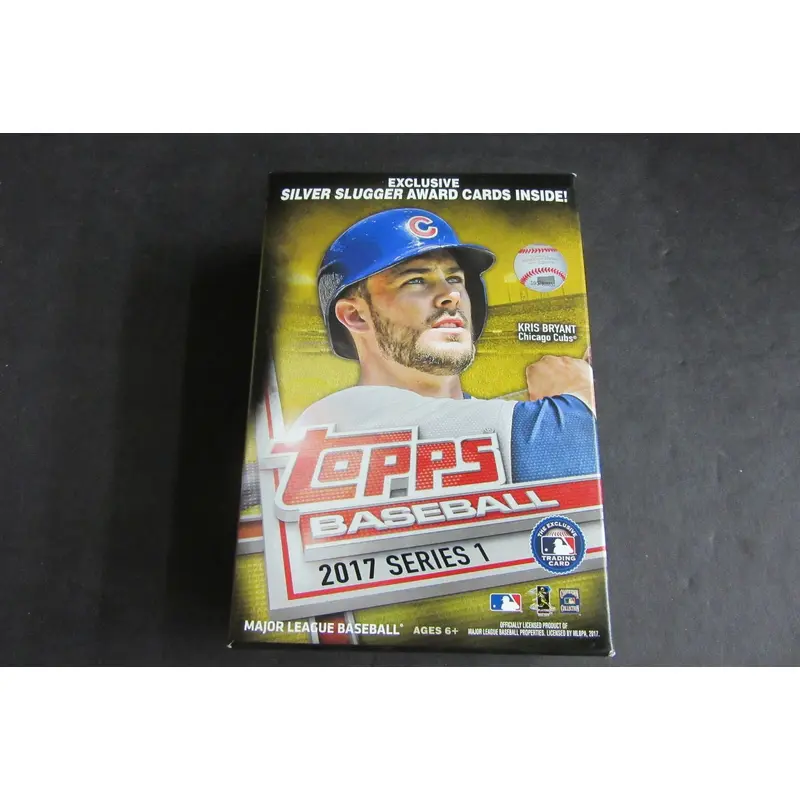 EXCLUSIVE
SILVER SLUGGER AWARD CARDS INSIDE!
C
KRIS BRYANT
Chicago Cubs®
TOPPS
BASEBALL
2017 SERIES 1
THE EXCLUSIVE
TRADING
CARD
MAJOR LEAGUE BASEBALL®
AGES 6+
OFFICIALLY LICENSED PRODUCT OF
MAJOR LEAGUE BASEBALL PROPERTIES. LICENSED BY MLBPA, 2017.